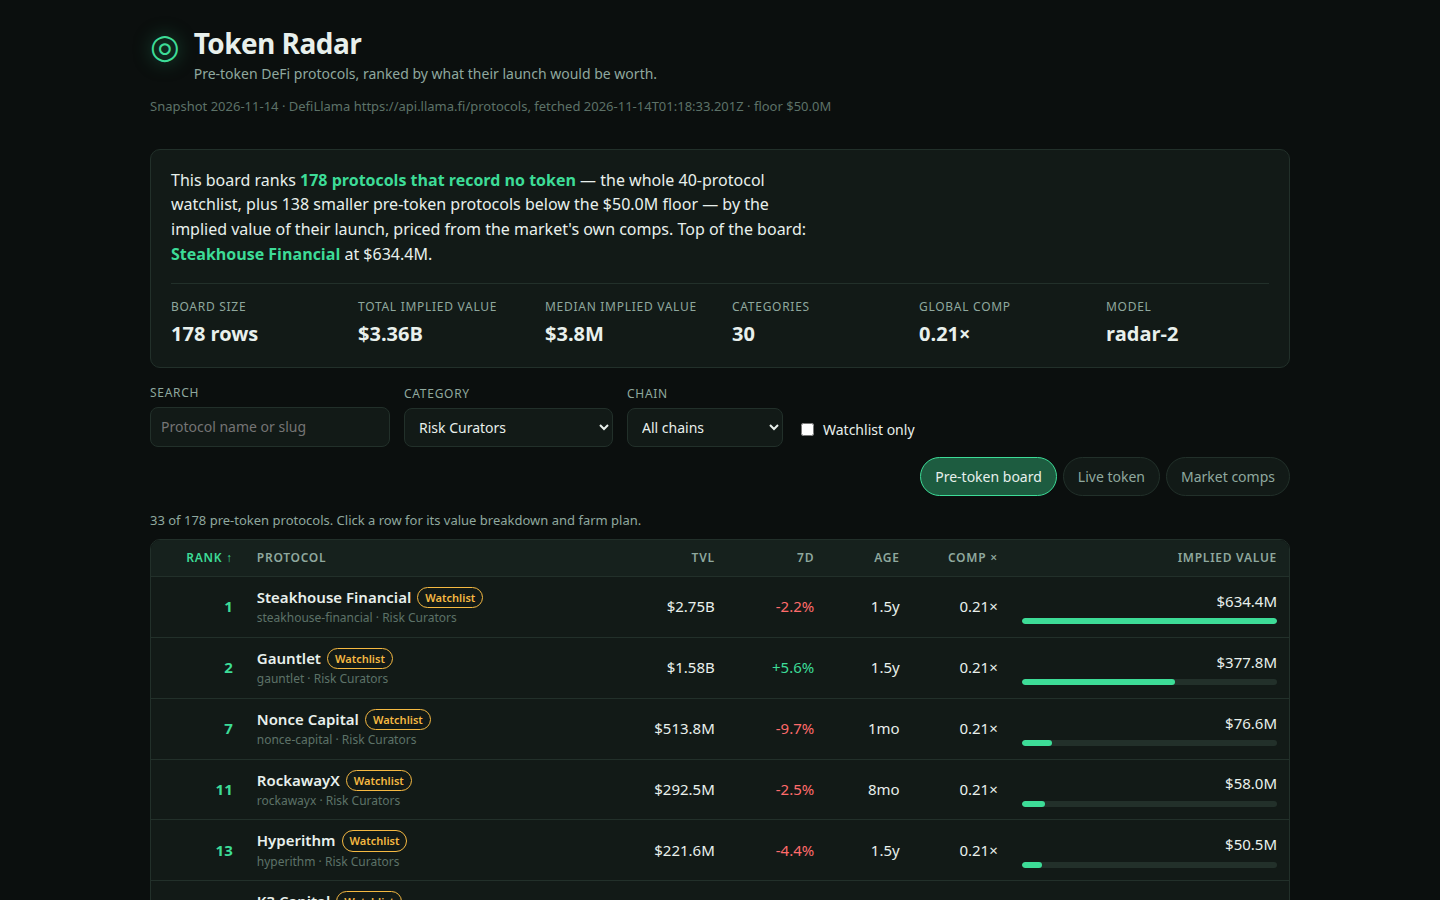 Token Radar
Pre-token DeFi protocols, ranked by what their launch would be worth.
Snapshot 2026-11-14 · DefiLlama https://api.llama.fi/protocols, fetched 2026-11-14T01:18:33.201Z · floor $50.0M
This board ranks 178 protocols that record no token — the whole 40-protocol
watchlist, plus 138 smaller pre-token protocols below the $50.0M floor — by the
implied value of their launch, priced from the market's own comps. Top of the board:
Steakhouse Financial at $634.4M.
BOARD SIZE TOTAL IMPLIED VALUE MEDIAN IMPLIED VALUE CATEGORIES GLOBAL COMP MODEL
178 rows $3.36B $3.8M 30 0.21× radar-2
SEARCH CATEGORY CHAIN
Protocol name or slug Risk Curators All chains Watchlist only
Pre-token board Live token Market comps
33 of 178 pre-token protocols. Click a row for its value breakdown and farm plan.
RANK ↑ PROTOCOL TVL 7D AGE COMP × IMPLIED VALUE
1 Steakhouse Financial Watchlist $2.75B -2.2% 1.5y 0.21× $634.4M
steakhouse-financial · Risk Curators
2 Gauntlet Watchlist $1.58B +5.6% 1.5y 0.21× $377.8M
gauntlet · Risk Curators
7 Nonce Capital Watchlist $513.8M -9.7% 1mo 0.21× $76.6M
nonce-capital · Risk Curators
11 RockawayX Watchlist $292.5M -2.5% 8mo 0.21× $58.0M
rockawayx · Risk Curators
13 Hyperithm Watchlist $221.6M -4.4% 1.5y 0.21× $50.5M
hyperithm · Risk Curators
K3 Capital Watchlist